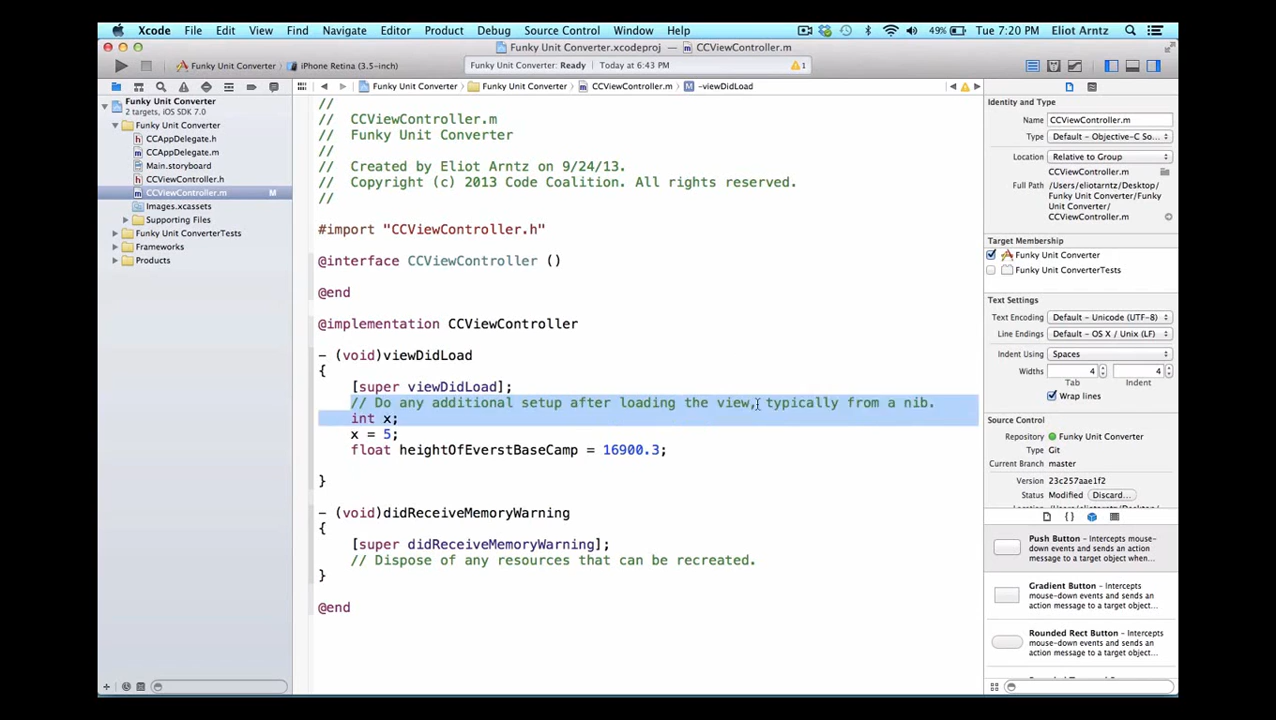 Xcode File Edit View Find Navigate Editor Product Debug Source Control Window Help 49% Tue 7:20 PM Eliot Arntz
Funky Unit Converter.xcodeproj — CCViewController.m
Funky Unit Converter iPhone Retina (3.5-inch)
Funky Unit Converter: Ready Today at 6:43 PM 1
Funky Unit Converter Funky Unit Converter CCViewController.m -viewDidLoad
Funky Unit Converter
2 targets, iOS SDK 7.0
Funky Unit Converter
CCAppDelegate.h
CCAppDelegate.m
Main.storyboard
CCViewController.h
CCViewController.m M
Images.xcassets
Supporting Files
Funky Unit ConverterTests
Frameworks
Products
//
// CCViewController.m
// Funky Unit Converter
//
// Created by Eliot Arntz on 9/24/13.
// Copyright (c) 2013 Code Coalition. All rights reserved.
//
#import "CCViewController.h"
@interface CCViewController ()
@end
@implementation CCViewController
- (void)viewDidLoad
{
[super viewDidLoad];
// Do any additional setup after loading the view, typically from a nib.
int x;
x = 5;
float heightOfEverstBaseCamp = 16900.3;
}
- (void)didReceiveMemoryWarning
{
[super didReceiveMemoryWarning];
// Dispose of any resources that can be recreated.
}
@end
Identity and Type
Name CCViewController.m
Type Default - Objective-C So...
Location Relative to Group
CCViewController.m
Full Path /Users/eliotarntz/Desktop/
Funky Unit Converter/Funky
Unit Converter/
CCViewController.m
Target Membership
Funky Unit Converter
Funky Unit ConverterTests
Text Settings
Text Encoding Default - Unicode (UTF-8)
Line Endings Default - OS X / Unix (LF)
Indent Using Spaces
Widths 4 4
Tab Indent
Wrap lines
Source Control
Repository Funky Unit Converter
Type Git
Current Branch master
Version 23c257aae1f2
Status Modified Discard...
Push Button - Intercepts mouse-
down events and sends an action
message to a target object when...
Gradient Button - Intercepts
mouse-down events and sends an
action message to a target object...
Rounded Rect Button - Intercepts
mouse-down events and sends an
action message to a target object...